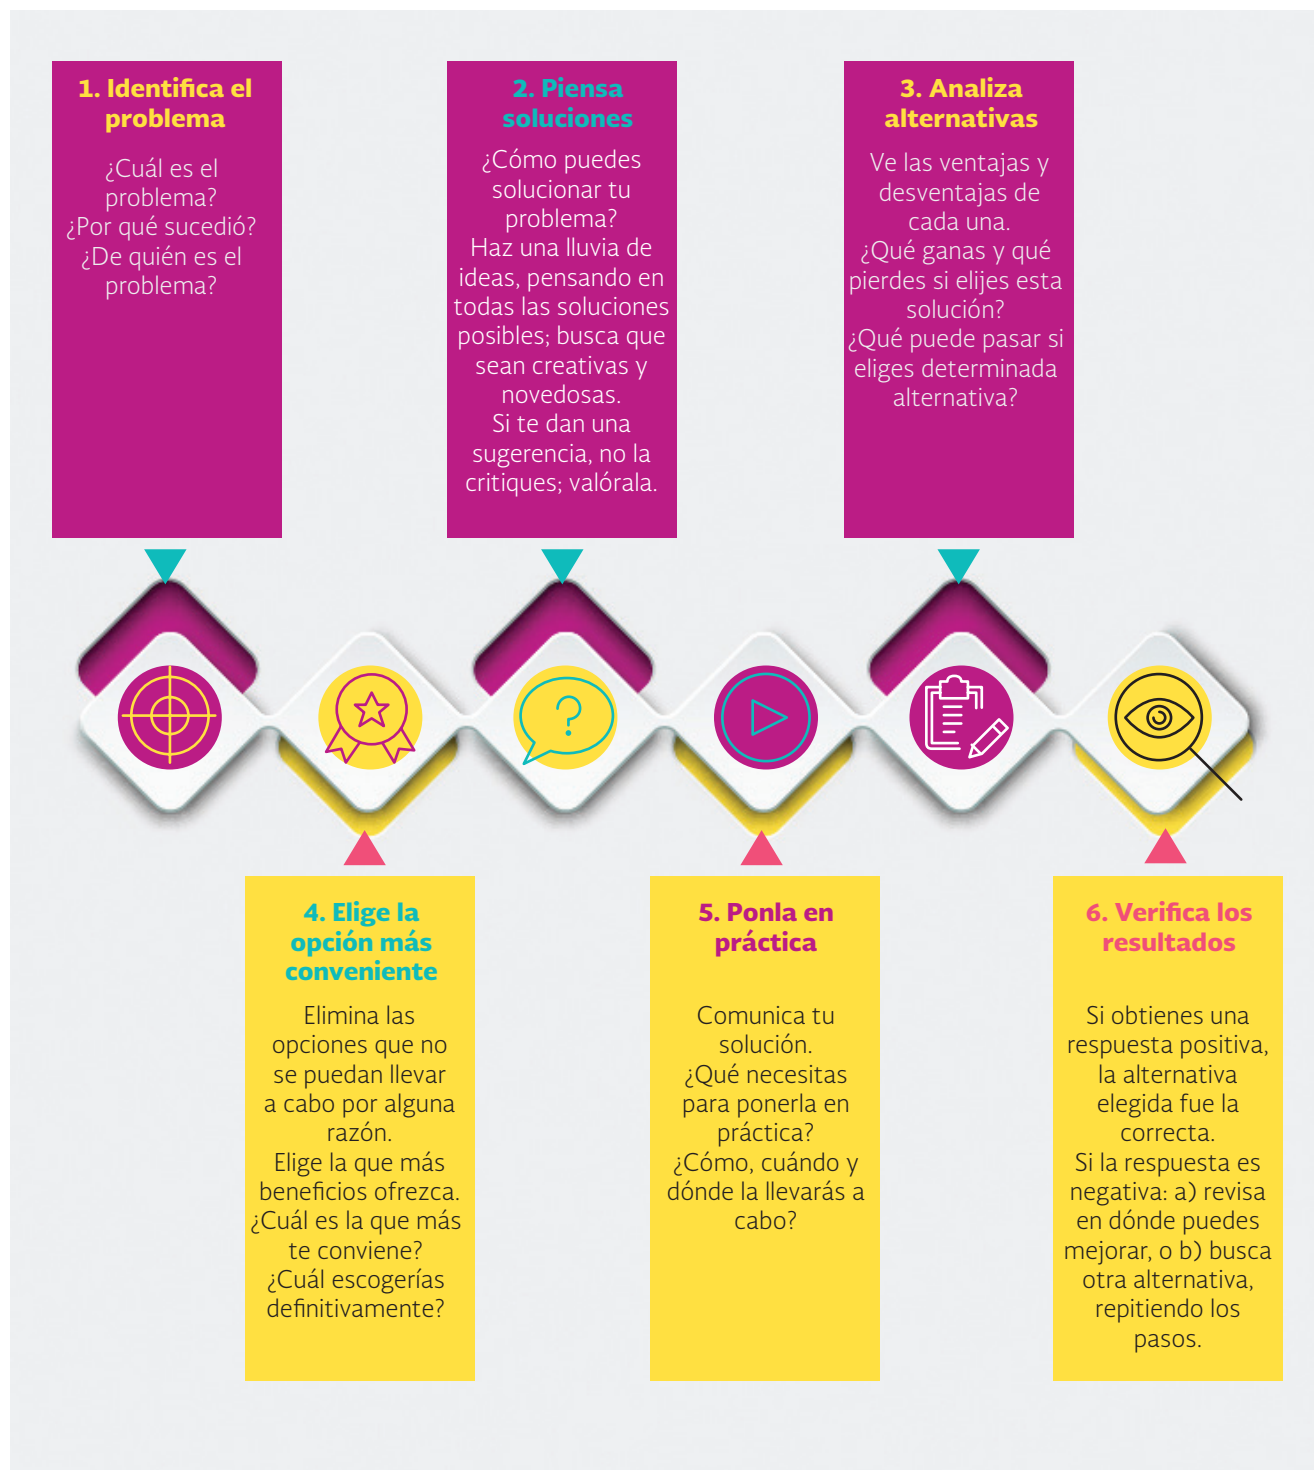 1. Identifica el
problema
¿Cuál es el
problema?
¿Por qué sucedió?
¿De quién es el
problema?
2. Piensa
soluciones
¿Cómo puedes
solucionar tu
problema?
Haz una lluvia de
ideas, pensando en
todas las soluciones
posibles; busca que
sean creativas y
novedosas.
Si te dan una
sugerencia, no la
critiques; valórala.
3. Analiza
alternativas
Ve las ventajas y
desventajas de
cada una.
¿Qué ganas y qué
pierdes si elijes esta
solución?
¿Qué puede pasar si
eliges determinada
alternativa?
4. Elige la
opción más
conveniente
Elimina las
opciones que no
se puedan llevar
a cabo por alguna
razón.
Elige la que más
beneficios ofrezca.
¿Cuál es la que más
te conviene?
¿Cuál escogerías
definitivamente?
5. Ponla en
práctica
Comunica tu
solución.
¿Qué necesitas
para ponerla en
práctica?
¿Cómo, cuándo y
dónde la llevarás a
cabo?
6. Verifica los
resultados
Si obtienes una
respuesta positiva,
la alternativa
elegida fue la
correcta.
Si la respuesta es
negativa: a) revisa
en dónde puedes
mejorar, o b) busca
otra alternativa,
repitiendo los
pasos.